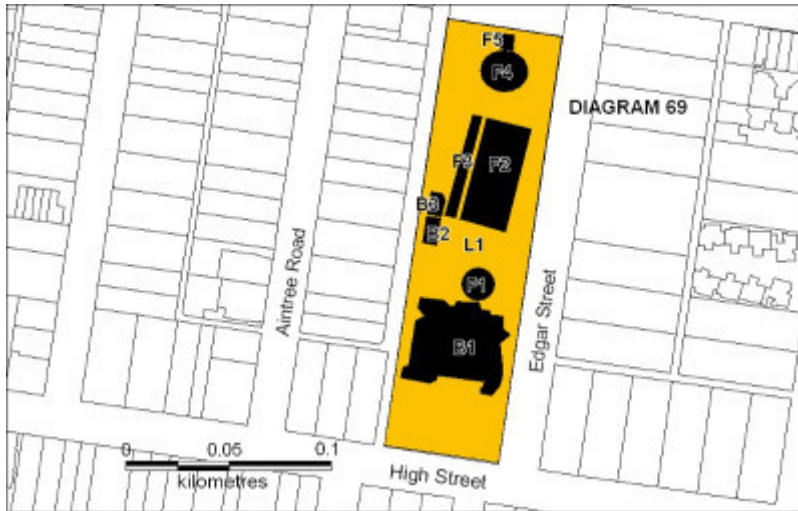 F5
F4
DIAGRAM 69
F3
F2
B3
B2
L1
F1
B1
Aintree Road
Edgar Street
0 0.05 0.1
kilometres
High Street